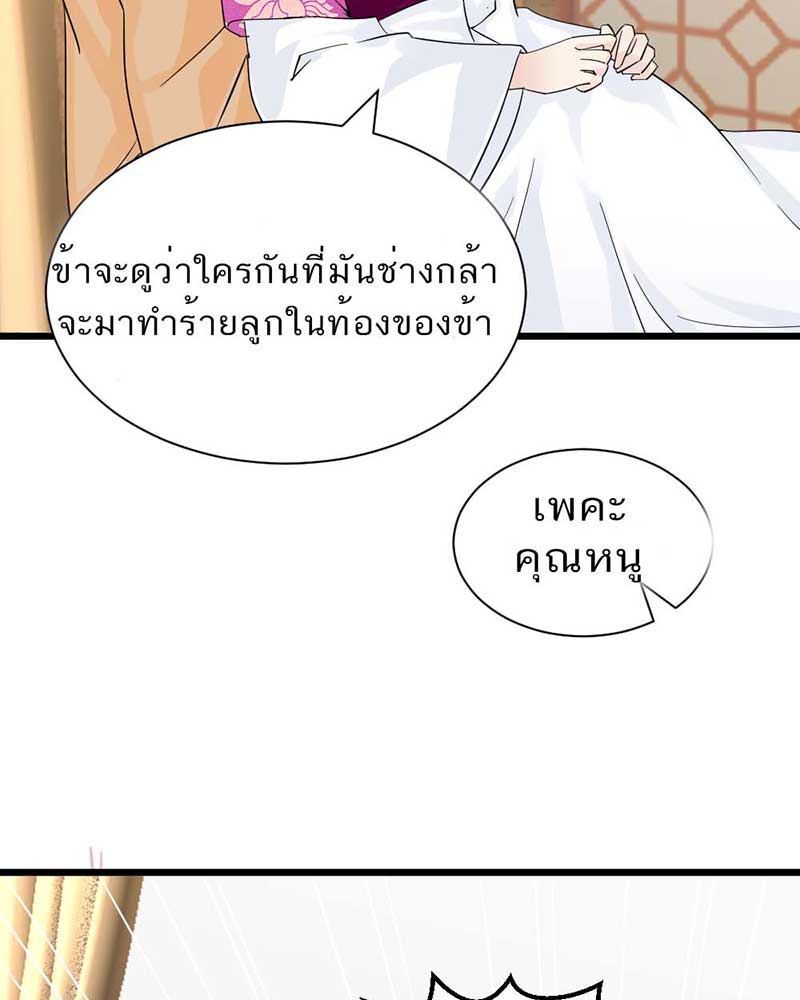 ข้าจะดูว่าใครกันที่มันช่างกล้า
จะมาทำร้ายลูกในท้องของข้า
เพคะ
คุณหนู